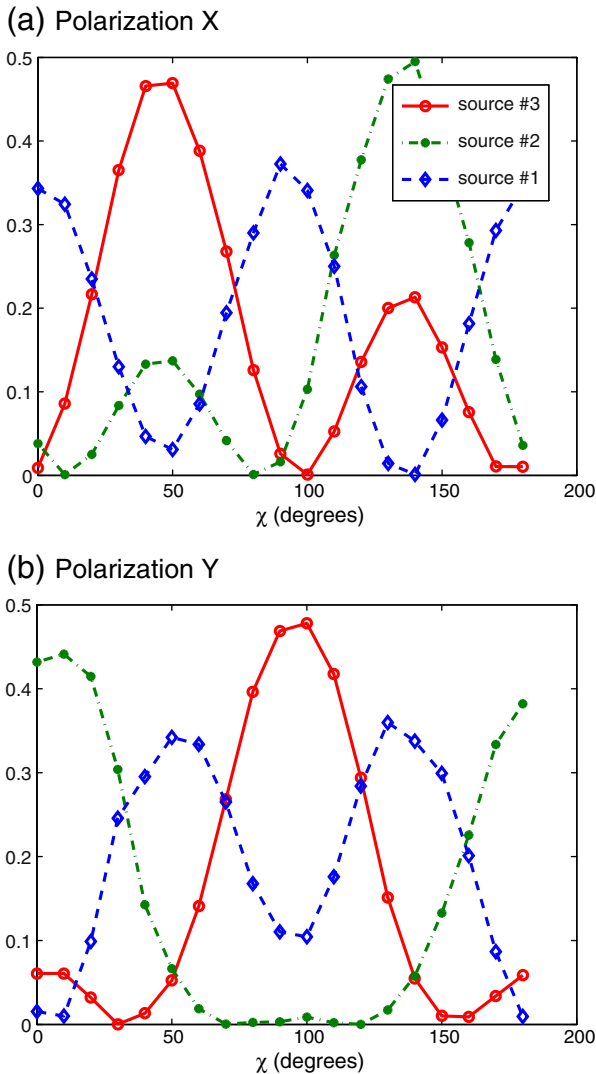 (a) Polarization X
0.5
0.4
0.3
0.2
0.1
0
source #3
source #2
source #1
0 50 100 150 200
χ (degrees)
(b) Polarization Y
0.5
0.4
0.3
0.2
0.1
0
0 50 100 150 200
χ (degrees)